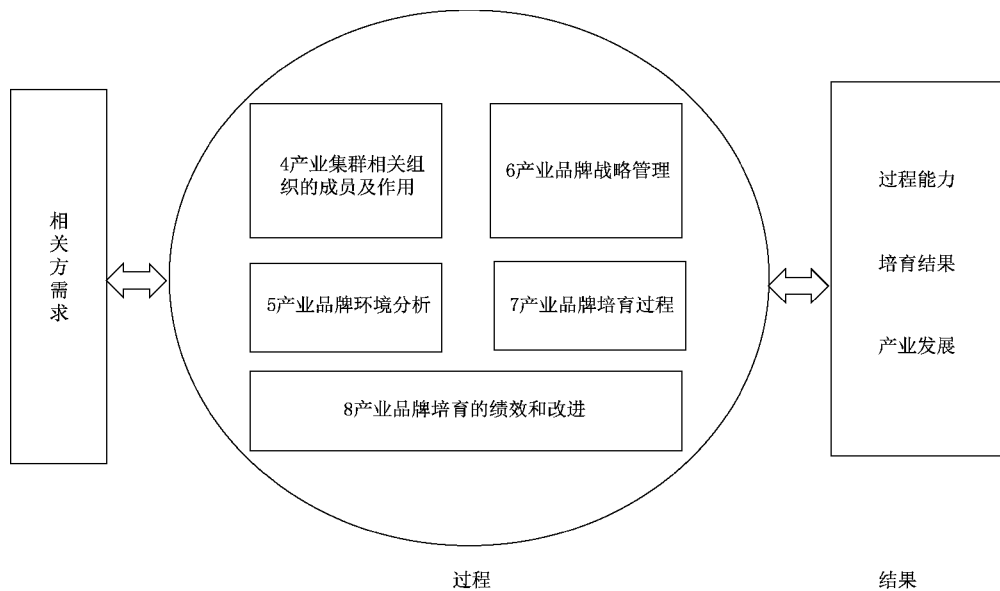 相关方需求
4产业集群相关组
织的成员及作用
6产业品牌战略管理
5产业品牌环境分析
7产业品牌培育过程
8产业品牌培育的绩效和改进
过程能力
培育结果
产业发展
过程
结果